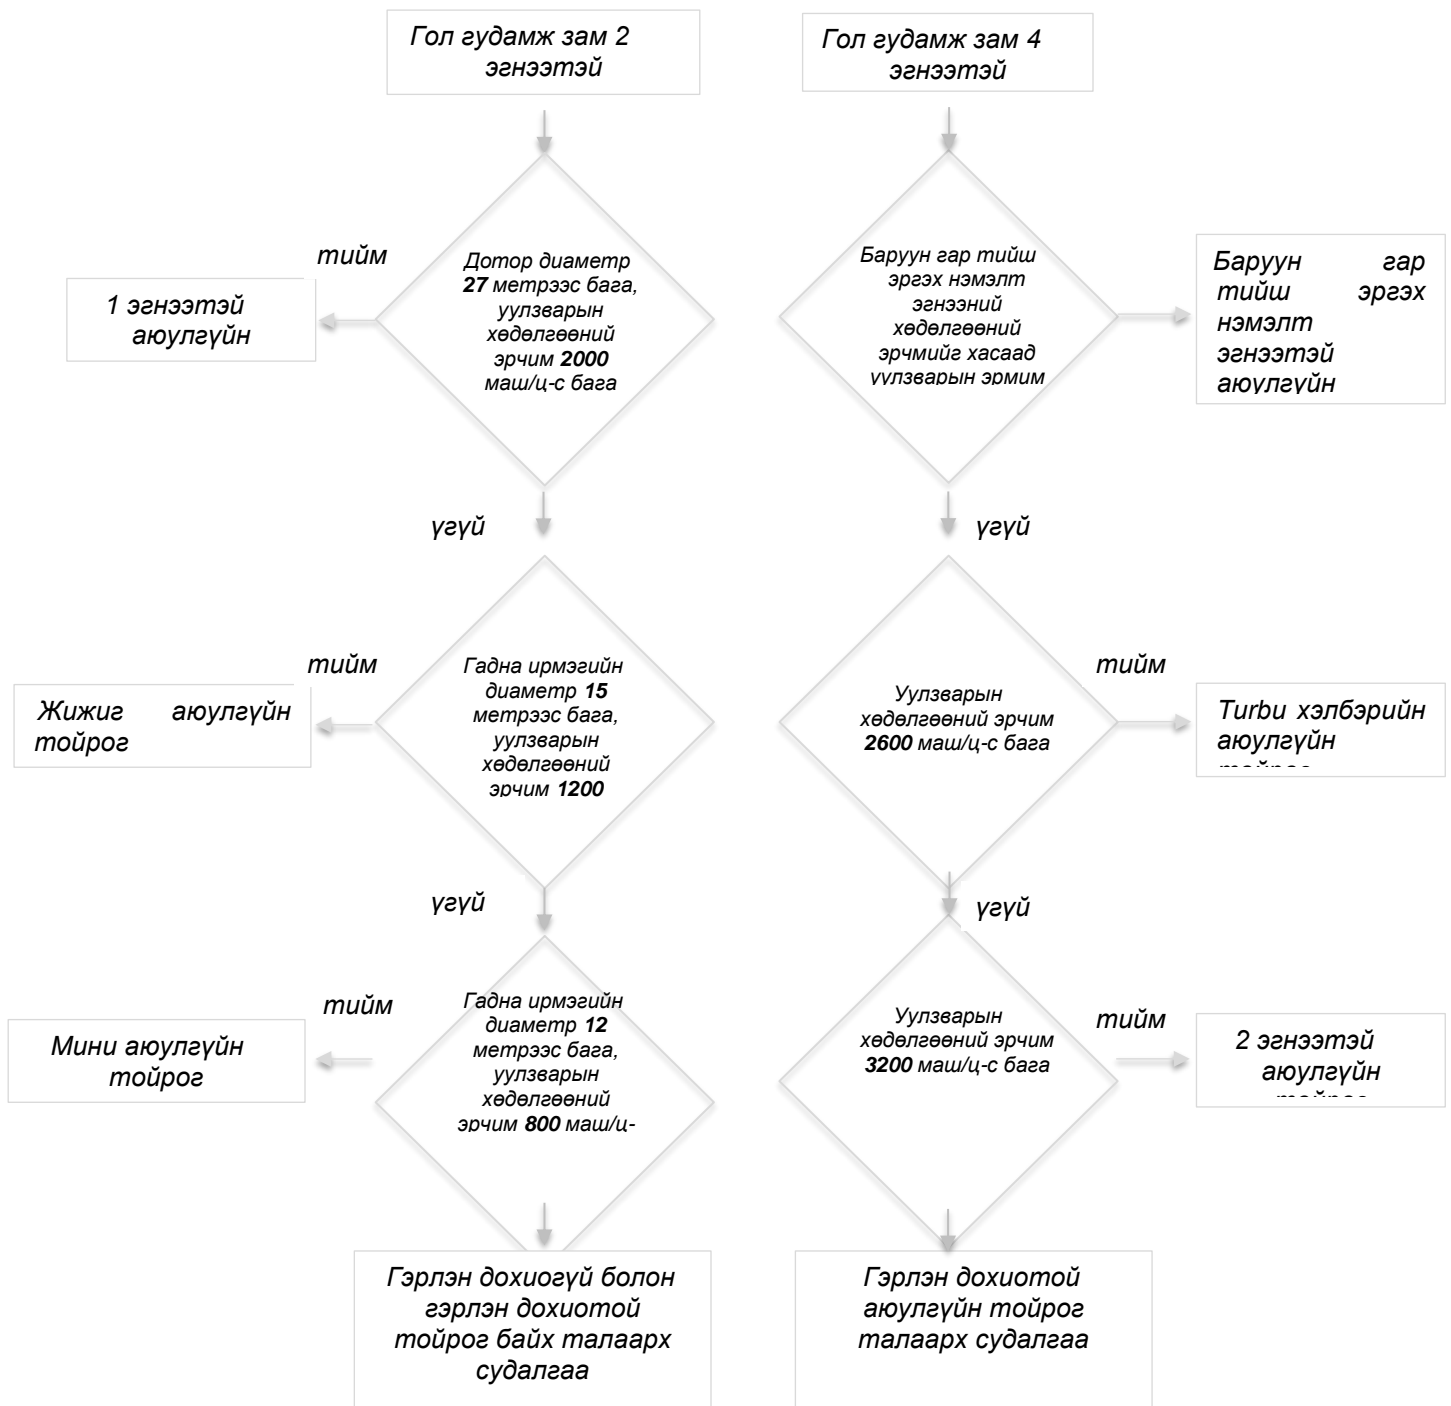 Гол гудамж зам 2
эгнээтэй
Гол гудамж зам 4
эгнээтэй
тийм
1 эгнээтэй
аюулгүйн
Дотор диаметр
27 метрээс бага,
уулзварын
хөдөлгөөний
эрчим 2000
маш/ц-с бага
Баруун гар тийш
эргэх нэмэлт
эгнээний
хөдөлгөөний
эрчмийг хасаад
уулзварын эрмим
Баруун гар
тийш эргэх
нэмэлт
эгнээтэй
аюулгүйн
үгүй
үгүй
тийм
Жижиг аюулгүйн
тойрог
Гадна ирмэгийн
диаметр 15
метрээс бага,
уулзварын
хөдөлгөөний
эрчим 1200
Уулзварын
хөдөлгөөний эрчим
2600 маш/ц-с бага
тийм
Turbu хэлбэрийн
аюулгүйн
тойрог
үгүй
үгүй
тийм
Мини аюулгүйн
тойрог
Гадна ирмэгийн
диаметр 12
метрээс бага,
уулзварын
хөдөлгөөний
эрчим 800 маш/ц-
Уулзварын
хөдөлгөөний эрчим
3200 маш/ц-с бага
тийм
2 эгнээтэй
аюулгүйн
тойрог
Гэрлэн дохиогүй болон
гэрлэн дохиотой
тойрог байх талаарх
судалгаа
Гэрлэн дохиотой
аюулгүйн тойрог
талаарх судалгаа